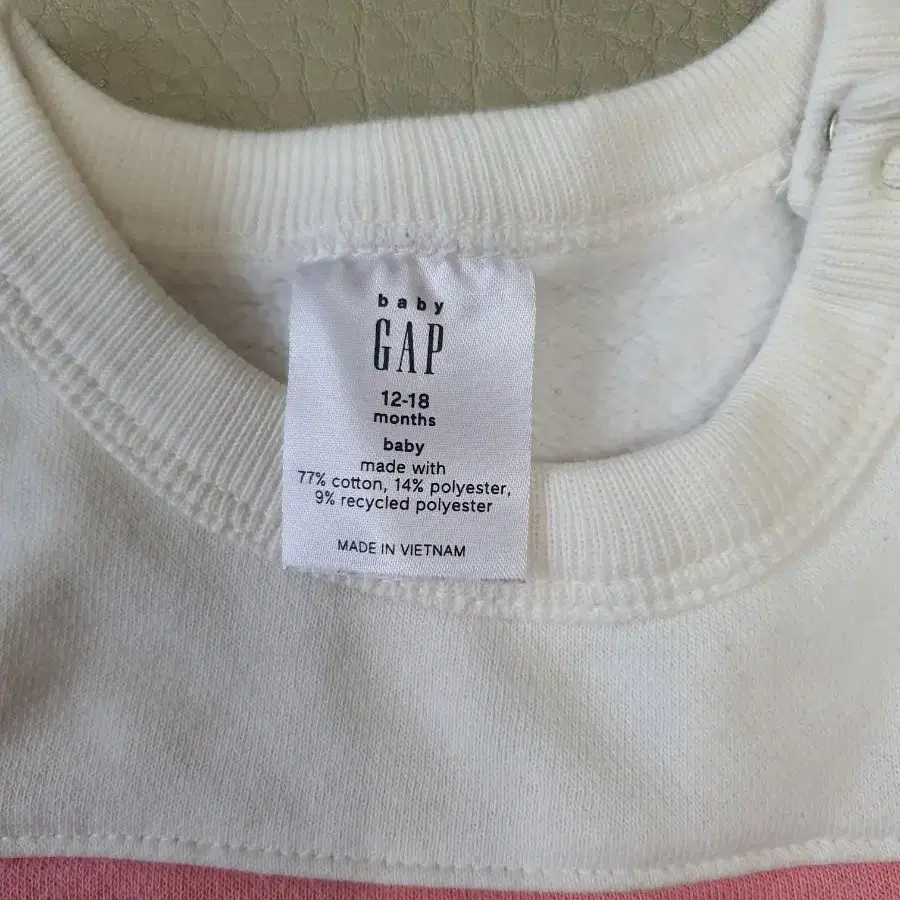 baby
GAP
12-18
months
baby
made with
77% cotton, 14% polyester,
9% recycled polyester
MADE IN VIETNAM